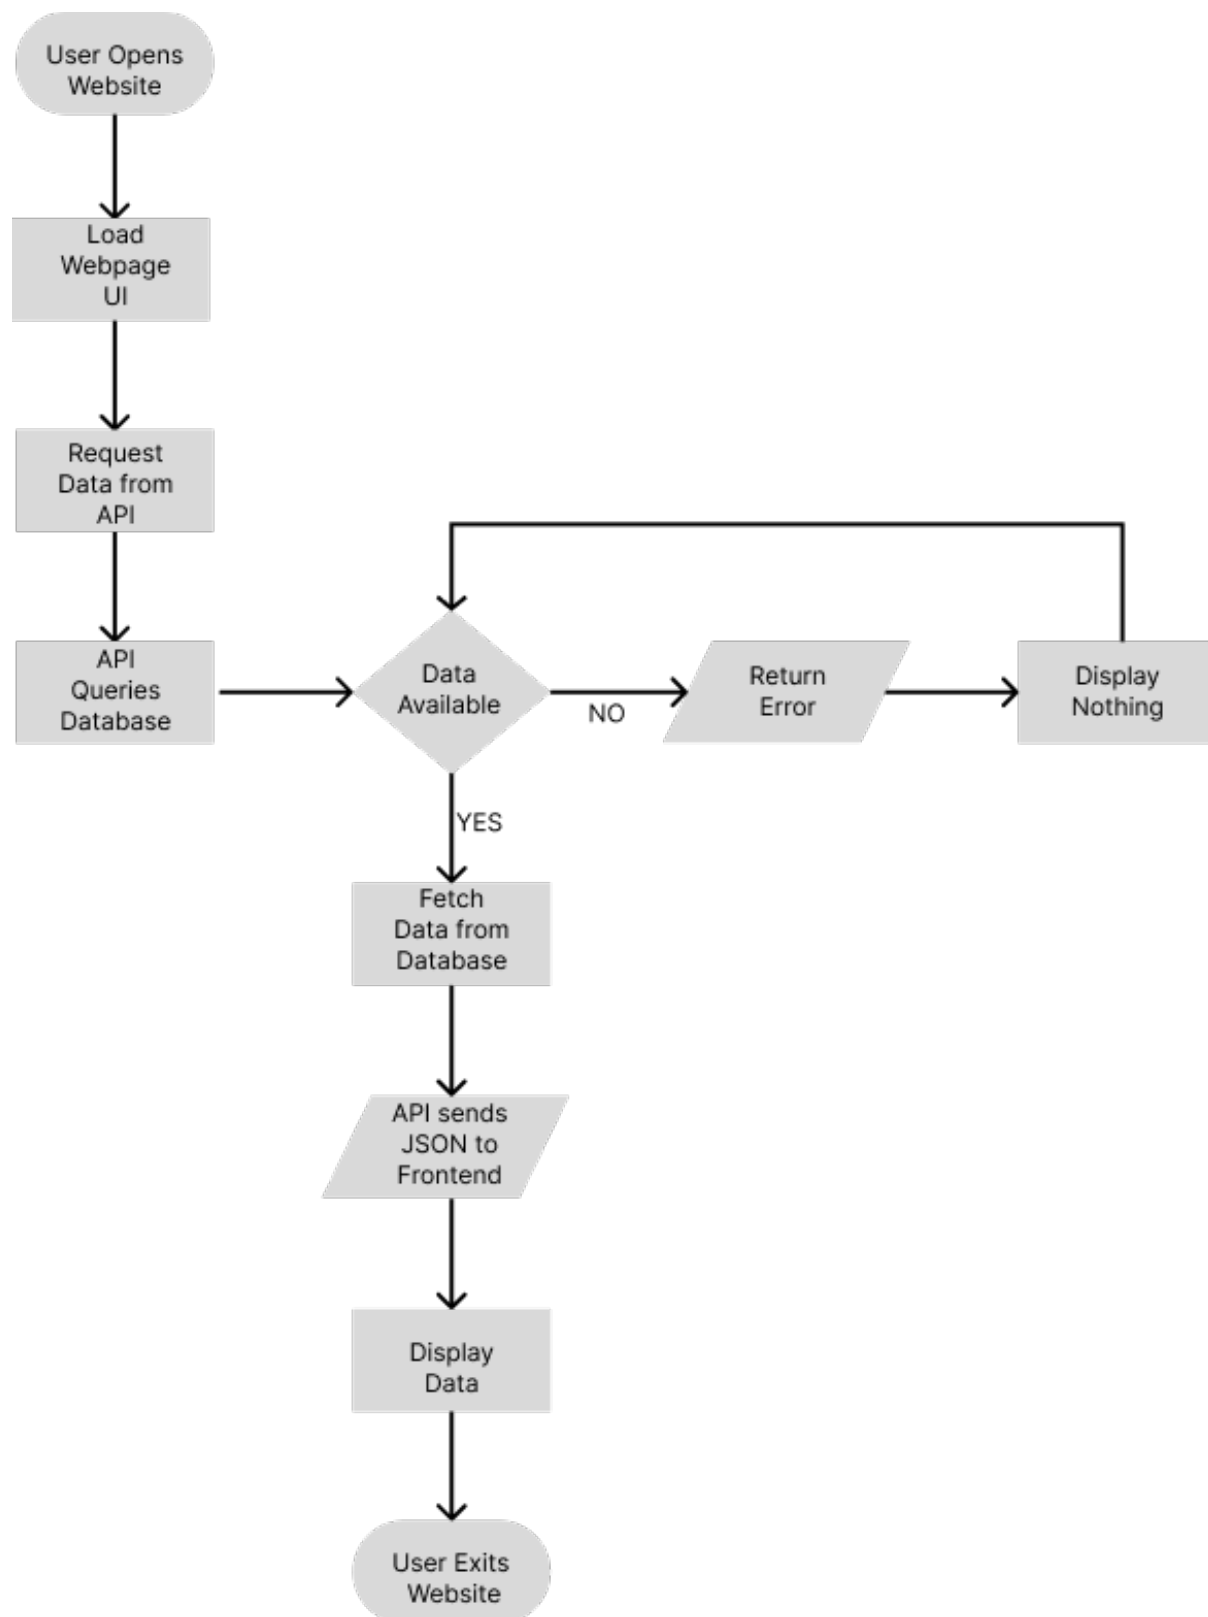 User Opens
Website
Load
Webpage
UI
Request
Data from
API
API
Queries
Database
Data
Available
NO
Return
Error
Display
Nothing
YES
Fetch
Data from
Database
API sends
JSON to
Frontend
Display
Data
User Exits
Website